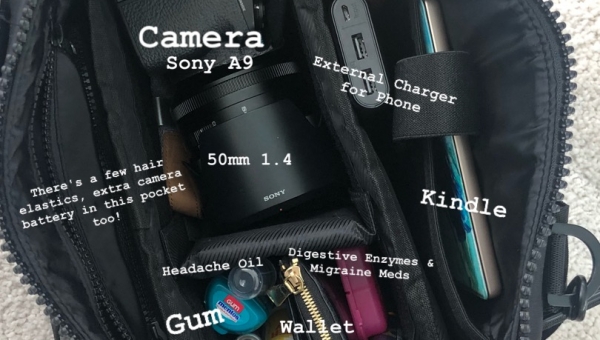 Camera
Sony A9
External Charger
for Phone
50mm 1.4
SONY
There's a few hair
elastics, extra camera
battery in this pocket
too!
Kindle
Headache Oil
Digestive Enzymes &
Migraine Meds
Gum
GUM
Wallet